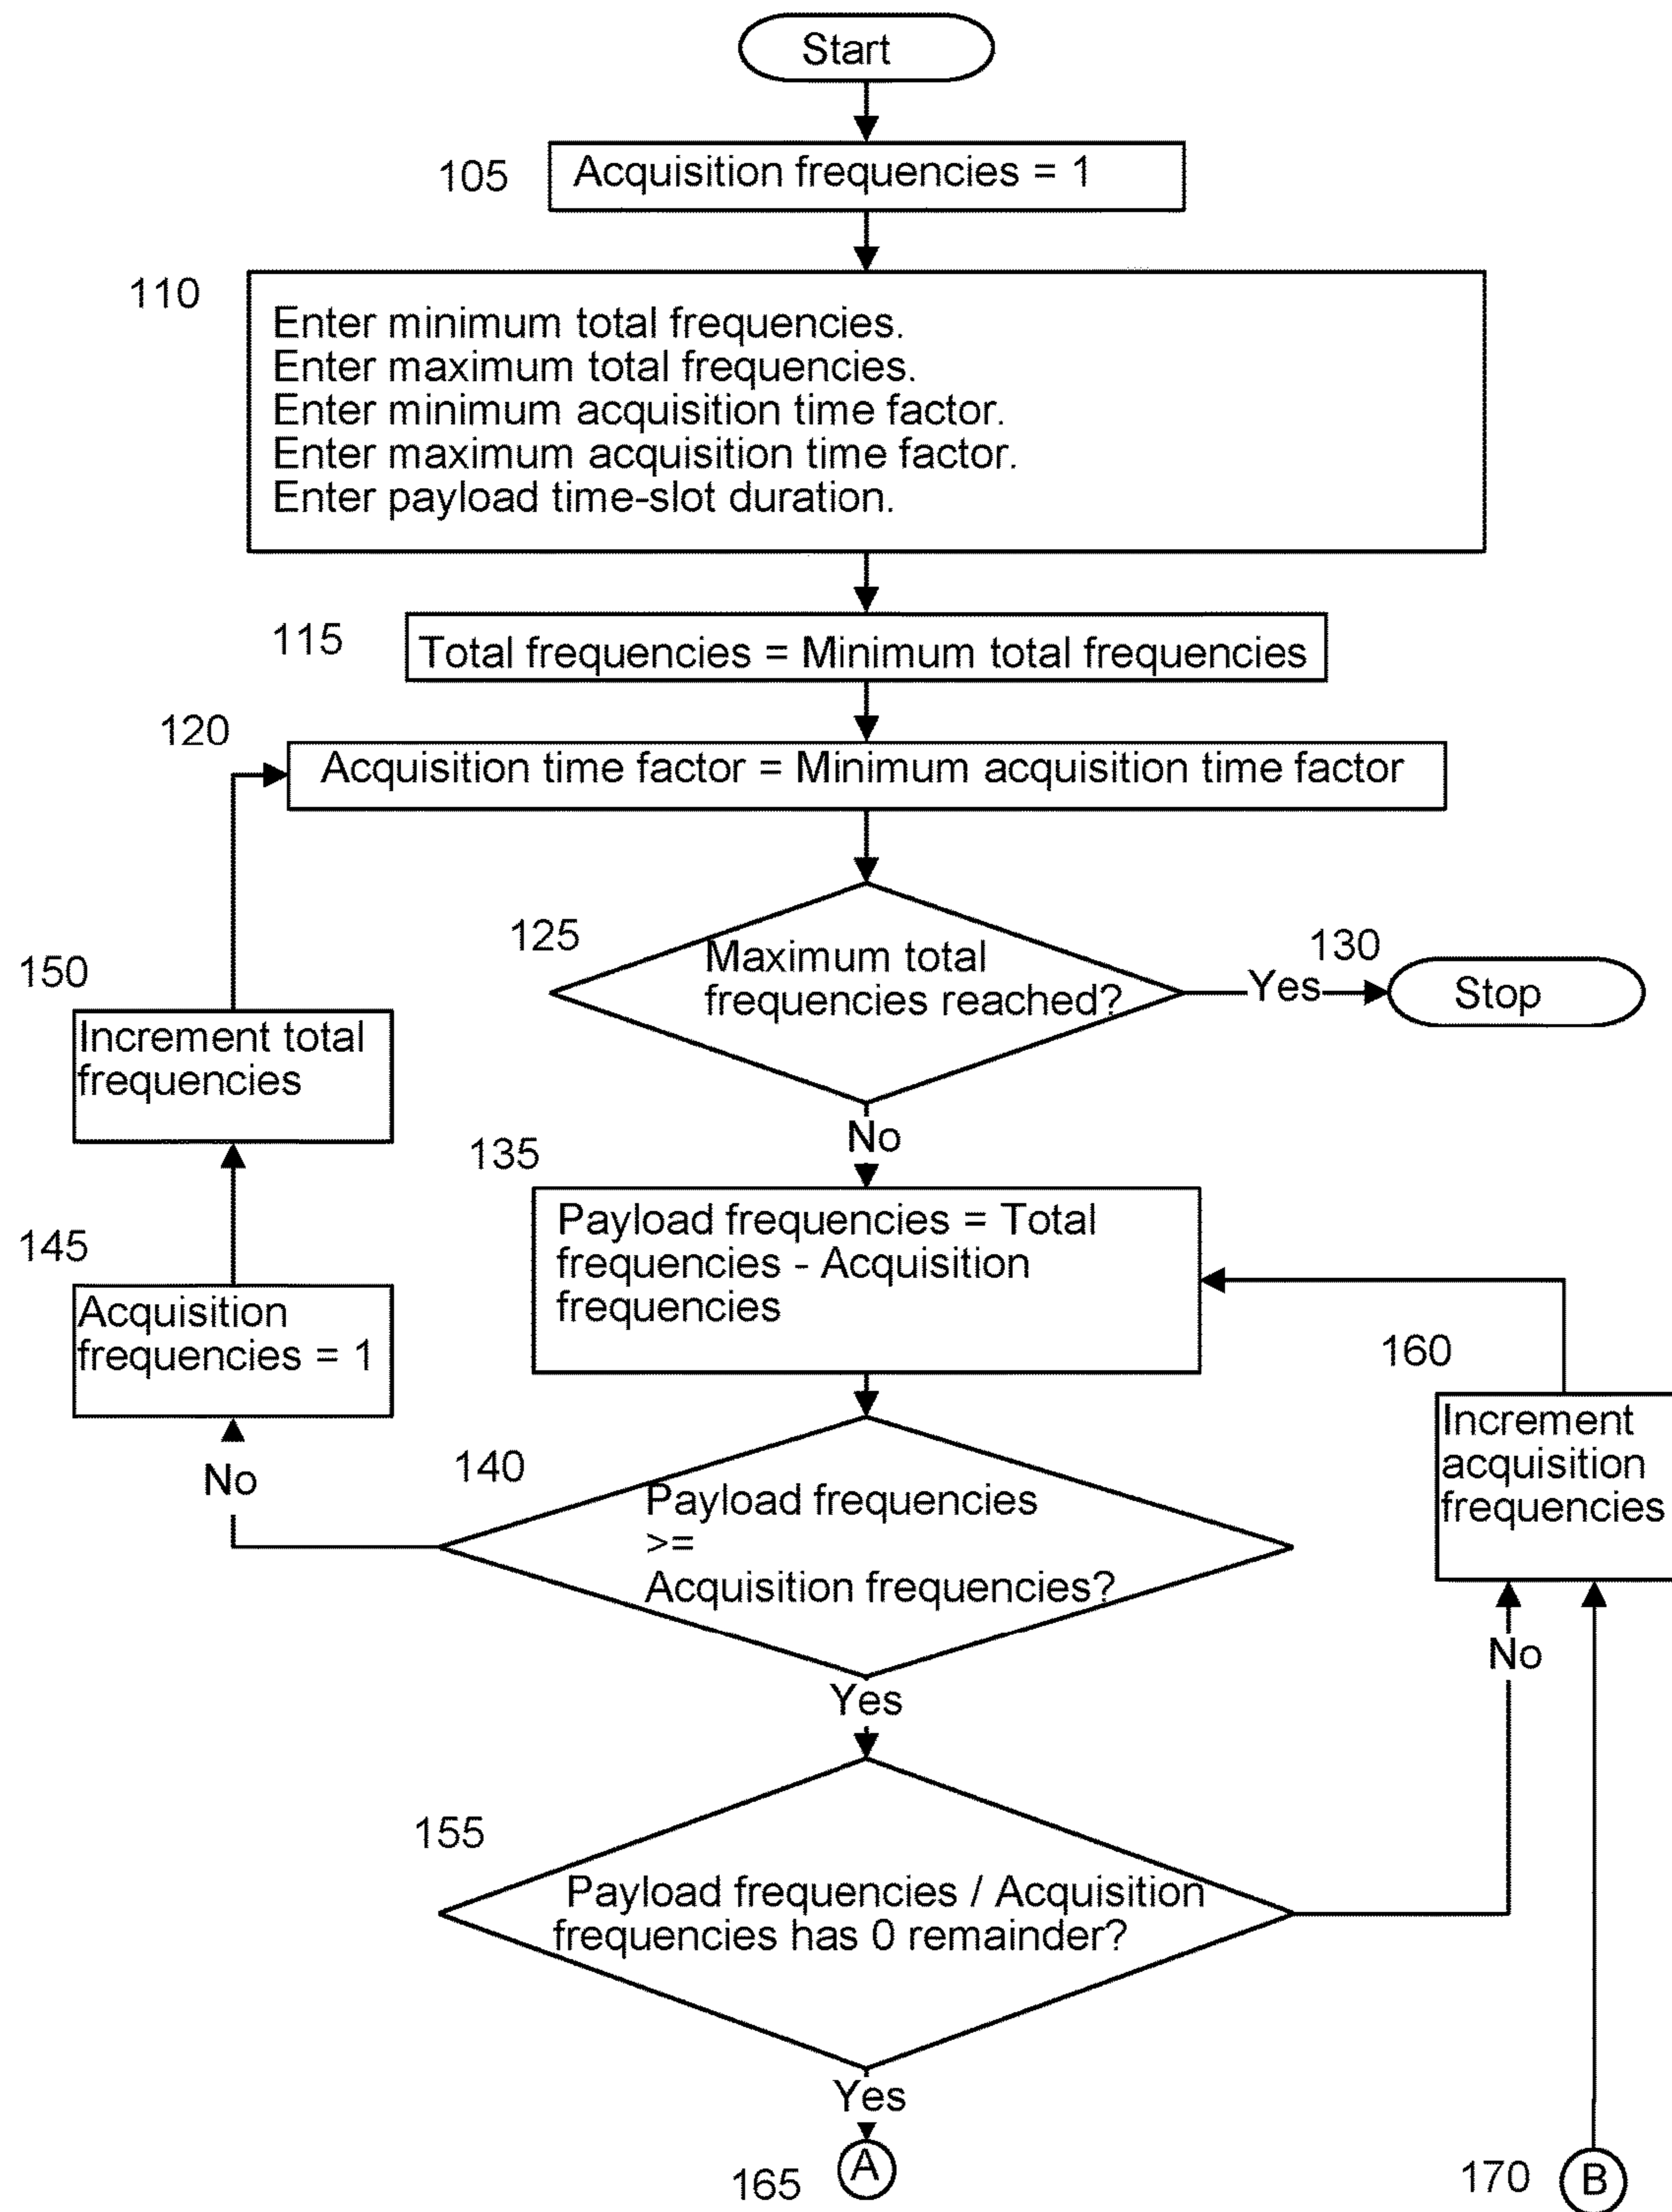 Start
105
Acquisition frequencies = 1
110
Enter minimum total frequencies.
Enter maximum total frequencies.
Enter minimum acquisition time factor.
Enter maximum acquisition time factor.
Enter payload time-slot duration.
115
Total frequencies = Minimum total frequencies
120
Acquisition time factor = Minimum acquisition time factor
125
Maximum total
frequencies reached?
Yes
130
Stop
150
Increment total
frequencies
No
135
Payload frequencies = Total
frequencies - Acquisition
frequencies
145
Acquisition
frequencies = 1
160
Increment
acquisition
frequencies
No
140
Payload frequencies
>=
Acquisition frequencies?
No
Yes
155
Payload frequencies / Acquisition
frequencies has 0 remainder?
Yes
165
A
170
B